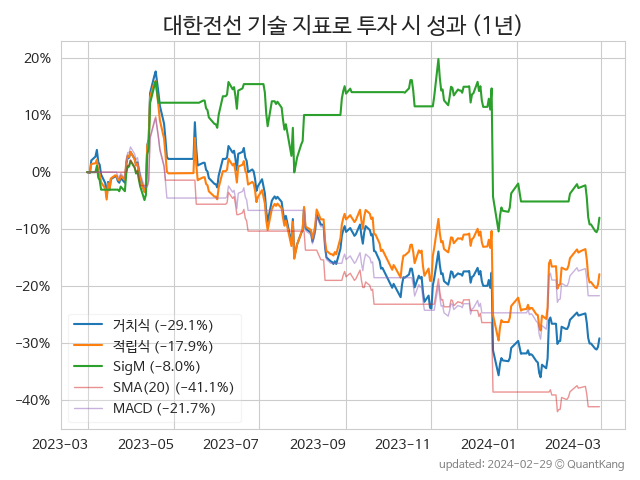 대한전선 기술 지표로 투자 시 성과 (1년)
20%
10%
0%
−10%
−20%
−30%
−40%
거치식 (−29.1%)
적립식 (−17.9%)
SigM (−8.0%)
SMA(20) (−41.1%)
MACD (−21.7%)
2023−03 2023−05 2023−07 2023−09 2023−11 2024−01 2024−03
updated: 2024−02−29 © QuantKang